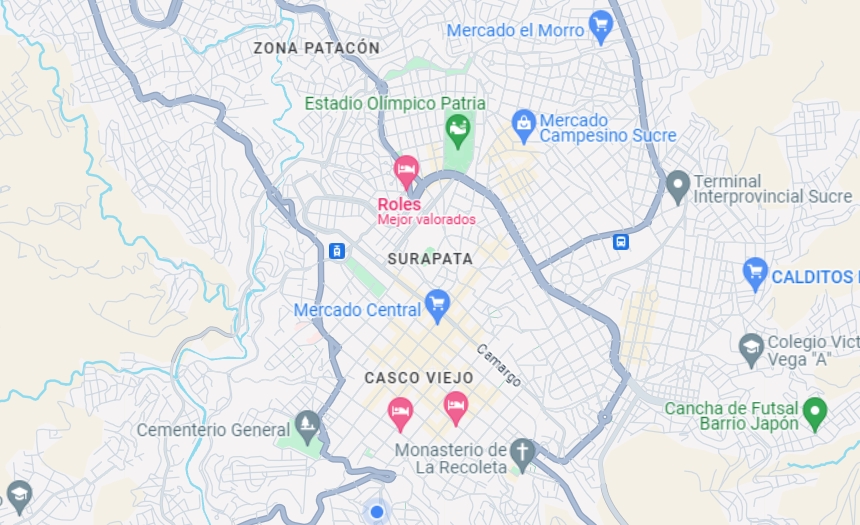 Mercado el Morro
ZONA PATACÓN
Estadio Olímpico Patria
Mercado
Campesino Sucre
Terminal
Interprovincial Sucre
Roles
Mejor valorados
SURAPATA
CALDITOS
Mercado Central
Camargo
Colegio Vict
Vega "A"
CASCO VIEJO
Cancha de Futsal
Barrio Japón
Cementerio General
Monasterio de
La Recoleta